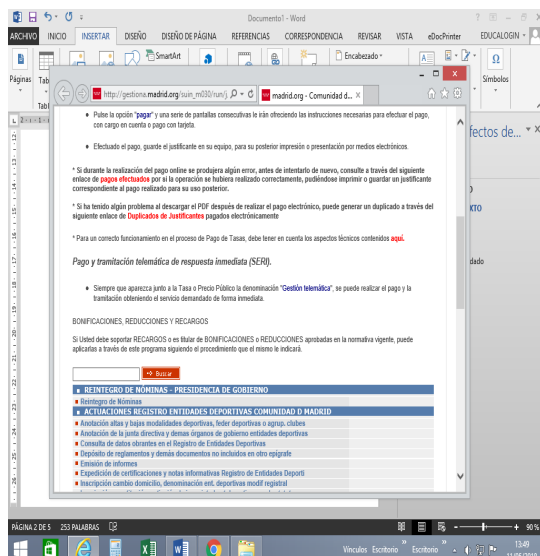 Documento1 - Word
ARCHIVO INICIO INSERTAR DISEÑO DISEÑO DE PÁGINA REFERENCIAS CORRESPONDENCIA REVISAR VISTA eDocPrinter EDUCALOGIN
SmartArt Encabezado
Páginas Símbolos
http://gestiona.madrid.org/suin_m030/run/j madrid.org - Comunidad d...
fectos de...
Pulse la opción "pagar" y una serie de pantallas consecutivas le irán ofreciendo las instrucciones necesarias para efectuar el pago,
con cargo en cuenta o pago con tarjeta.
Efectuado el pago, guarde el justificante en su equipo, para su posterior impresión o presentación por medios electrónicos.
* Si durante la realización del pago online se produjera algún error, antes de intentarlo de nuevo, consulte a través del siguiente
enlace de pagos efectuados por si la operación se hubiera realizado correctamente, pudiéndose imprimir o guardar un justificante
correspondiente al pago realizado para su uso posterior.
* Si ha tenido algún problema al descargar el PDF después de realizar el pago electrónico, puede generar un duplicado a través del
siguiente enlace de Duplicados de Justificantes pagados electrónicamente
* Para un correcto funcionamiento en el proceso de Pago de Tasas, debe tener en cuenta los aspectos técnicos contenidos aquí.
Pago y tramitación telemática de respuesta inmediata (SERI).
Siempre que aparezca junto a la Tasa o Precio Público la denominación "Gestión telemática", se puede realizar el pago y la
tramitación obteniendo el servicio demandado de forma inmediata.
BONIFICACIONES, REDUCCIONES Y RECARGOS
Si Usted debe soportar RECARGOS o es titular de BONIFICACIONES o REDUCCIONES aprobadas en la normativa vigente, puede
aplicarlas a través de este programa siguiendo el procedimiento que el mismo le indicará.
Buscar
REINTEGRO DE NÓMINAS - PRESIDENCIA DE GOBIERNO
Reintegro de Nóminas
ACTUACIONES REGISTRO ENTIDADES DEPORTIVAS COMUNIDAD D MADRID
Anotación altas y bajas modalidades deportivas, feder deportivas o agrup. clubes
Anotación de la junta directiva y demas órganos de gobierno entidades deportivas
Consulta de datos obrantes en el Registro de Entidades Deportivas
Depósito de reglamentos y demás documentos no incluidos en otro epígrafe
Emisión de informes
Expedición de certificaciones y notas informativas Registro de Entidades Deporti
Inscripción cambio domicilio, denominación ent. deportivas modif registral
PÁGINA 2 DE 5 253 PALABRAS 90%
Vínculos Escritorio Escritorio 13:49